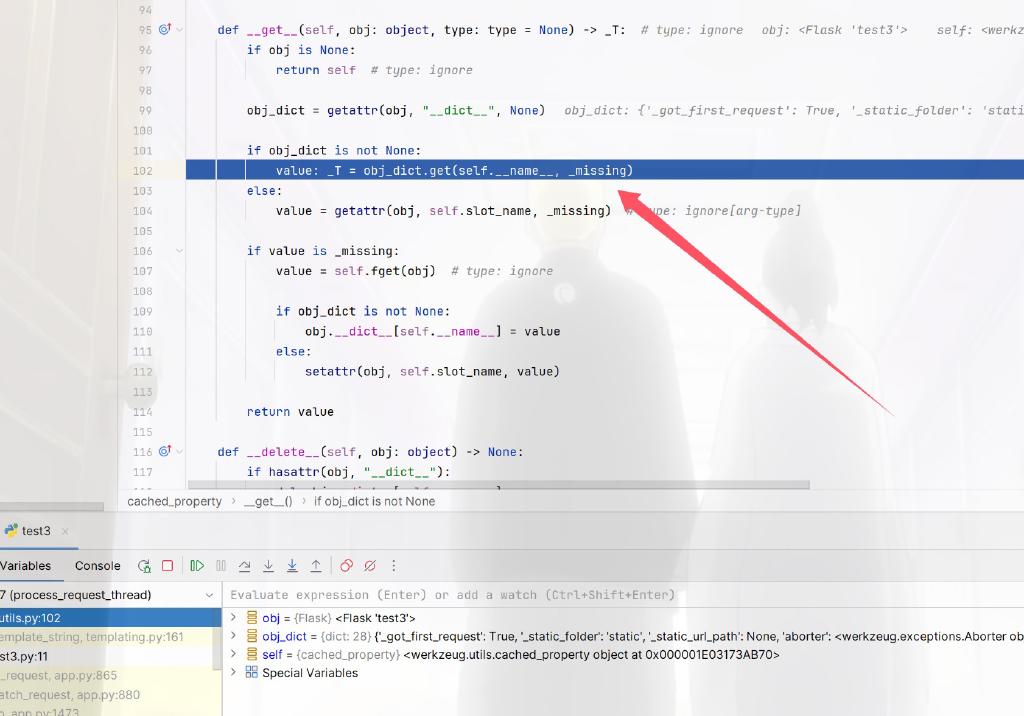 94
95 def __get__(self, obj: object, type: type = None) -> _T:  # type: ignore   obj: <Flask 'test3'>    self: <werkz
96 if obj is None:
97 return self  # type: ignore
98
99 obj_dict = getattr(obj, "__dict__", None)   obj_dict: {'_got_first_request': True, '_static_folder': 'stati
100
101 if obj_dict is not None:
102 value: _T = obj_dict.get(self.__name__, _missing)
103 else:
104 value = getattr(obj, self.slot_name, _missing)  # type: ignore[arg-type]
105
106 if value is _missing:
107 value = self.fget(obj)  # type: ignore
108
109 if obj_dict is not None:
110 obj.__dict__[self.__name__] = value
111 else:
112 setattr(obj, self.slot_name, value)
113
114 return value
115
116 def __delete__(self, obj: object) -> None:
117 if hasattr(obj, "__dict__"):
cached_property > __get__() > if obj_dict is not None
test3 ×
Variables Console
7 (process_request_thread)
Evaluate expression (Enter) or add a watch (Ctrl+Shift+Enter)
utils.py:102
obj = {Flask} <Flask 'test3'>
emplate_string, templating.py:161
obj_dict = {dict: 28} {'_got_first_request': True, '_static_folder': 'static', '_static_url_path': None, 'aborter': <werkzeug.exceptions.Aborter ob
st3.py:11
self = {cached_property} <werkzeug.utils.cached_property object at 0x000001E03173AB70>
_request, app.py:865
Special Variables
atch_request, app.py:880
app, app.py:1473